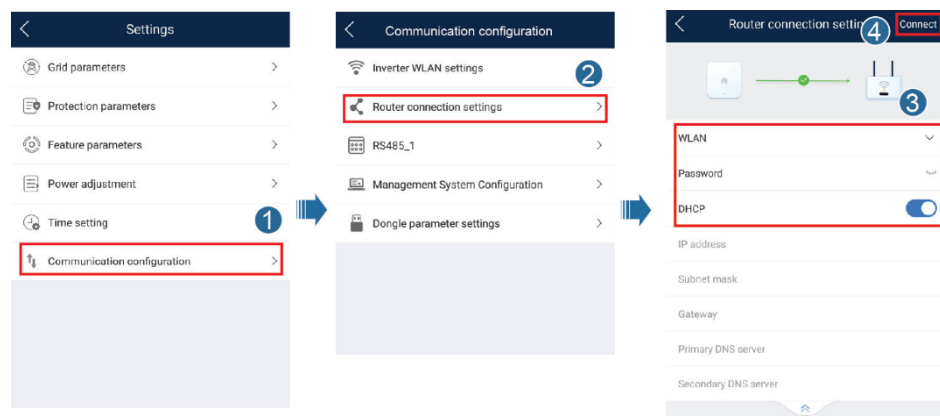 Settings
Grid parameters
Protection parameters
Feature parameters
Power adjustment
Time setting
1
Communication configuration
Communication configuration
Inverter WLAN settings
2
Router connection settings
RS485_1
Management System Configuration
Dongle parameter settings
Router connection settin
4
Connect
3
WLAN
Password
DHCP
IP address
Subnet mask
Gateway
Primary DNS server
Secondary DNS server